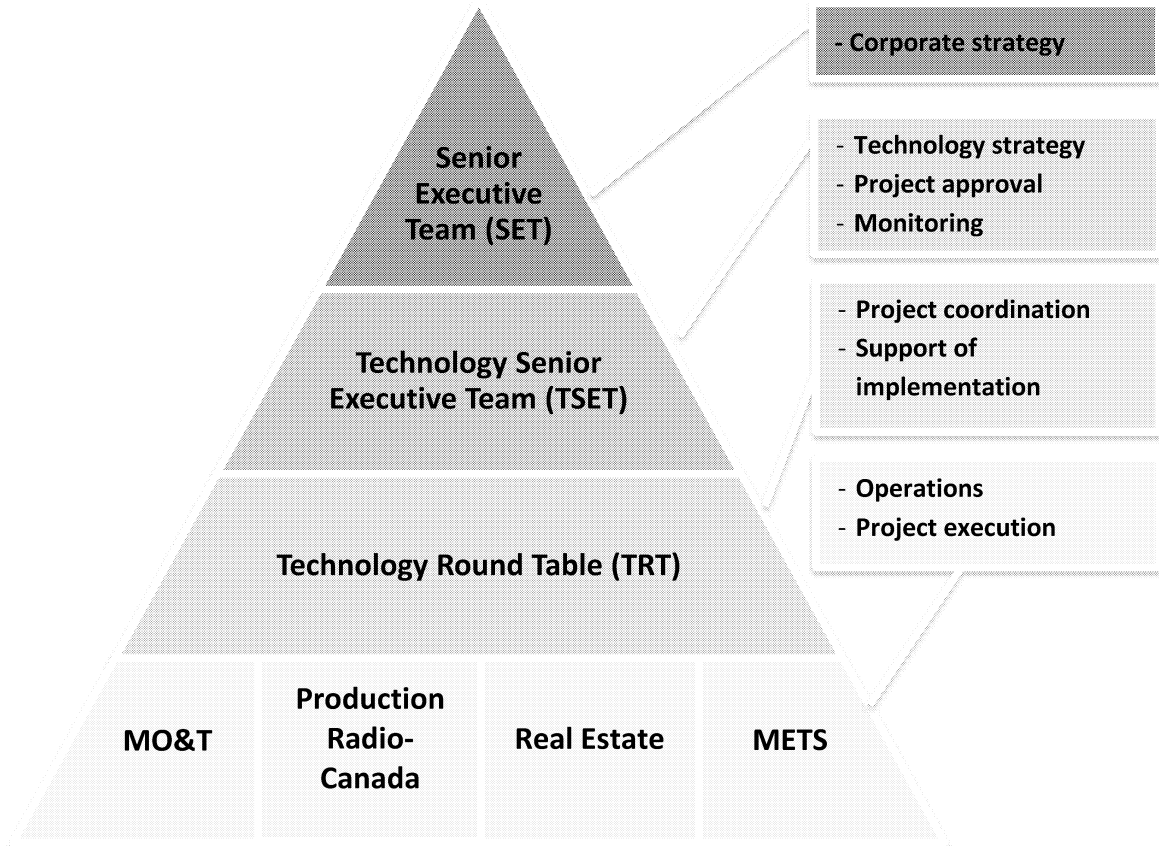 Senior
Executive
Team (SET)
Technology Senior
Executive Team (TSET)
Technology Round Table (TRT)
MO&T
Production
Radio-
Canada
Real Estate
METS
- Corporate strategy
- Technology strategy
- Project approval
- Monitoring
- Project coordination
- Support of
implementation
- Operations
- Project execution